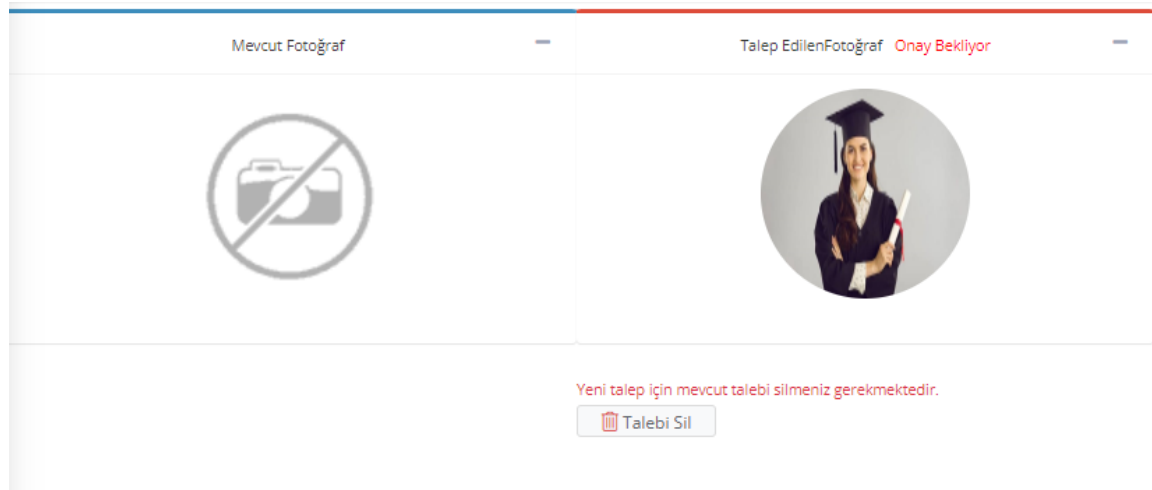 Mevcut Fotoğraf
Talep EdilenFotoğraf Onay Bekliyor
Yeni talep için mevcut talebi silmeniz gerekmektedir.
Talebi Sil